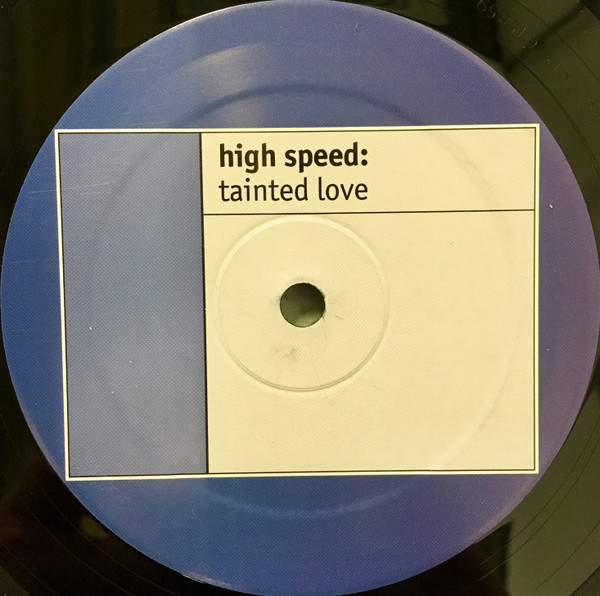 high speed:
tainted love